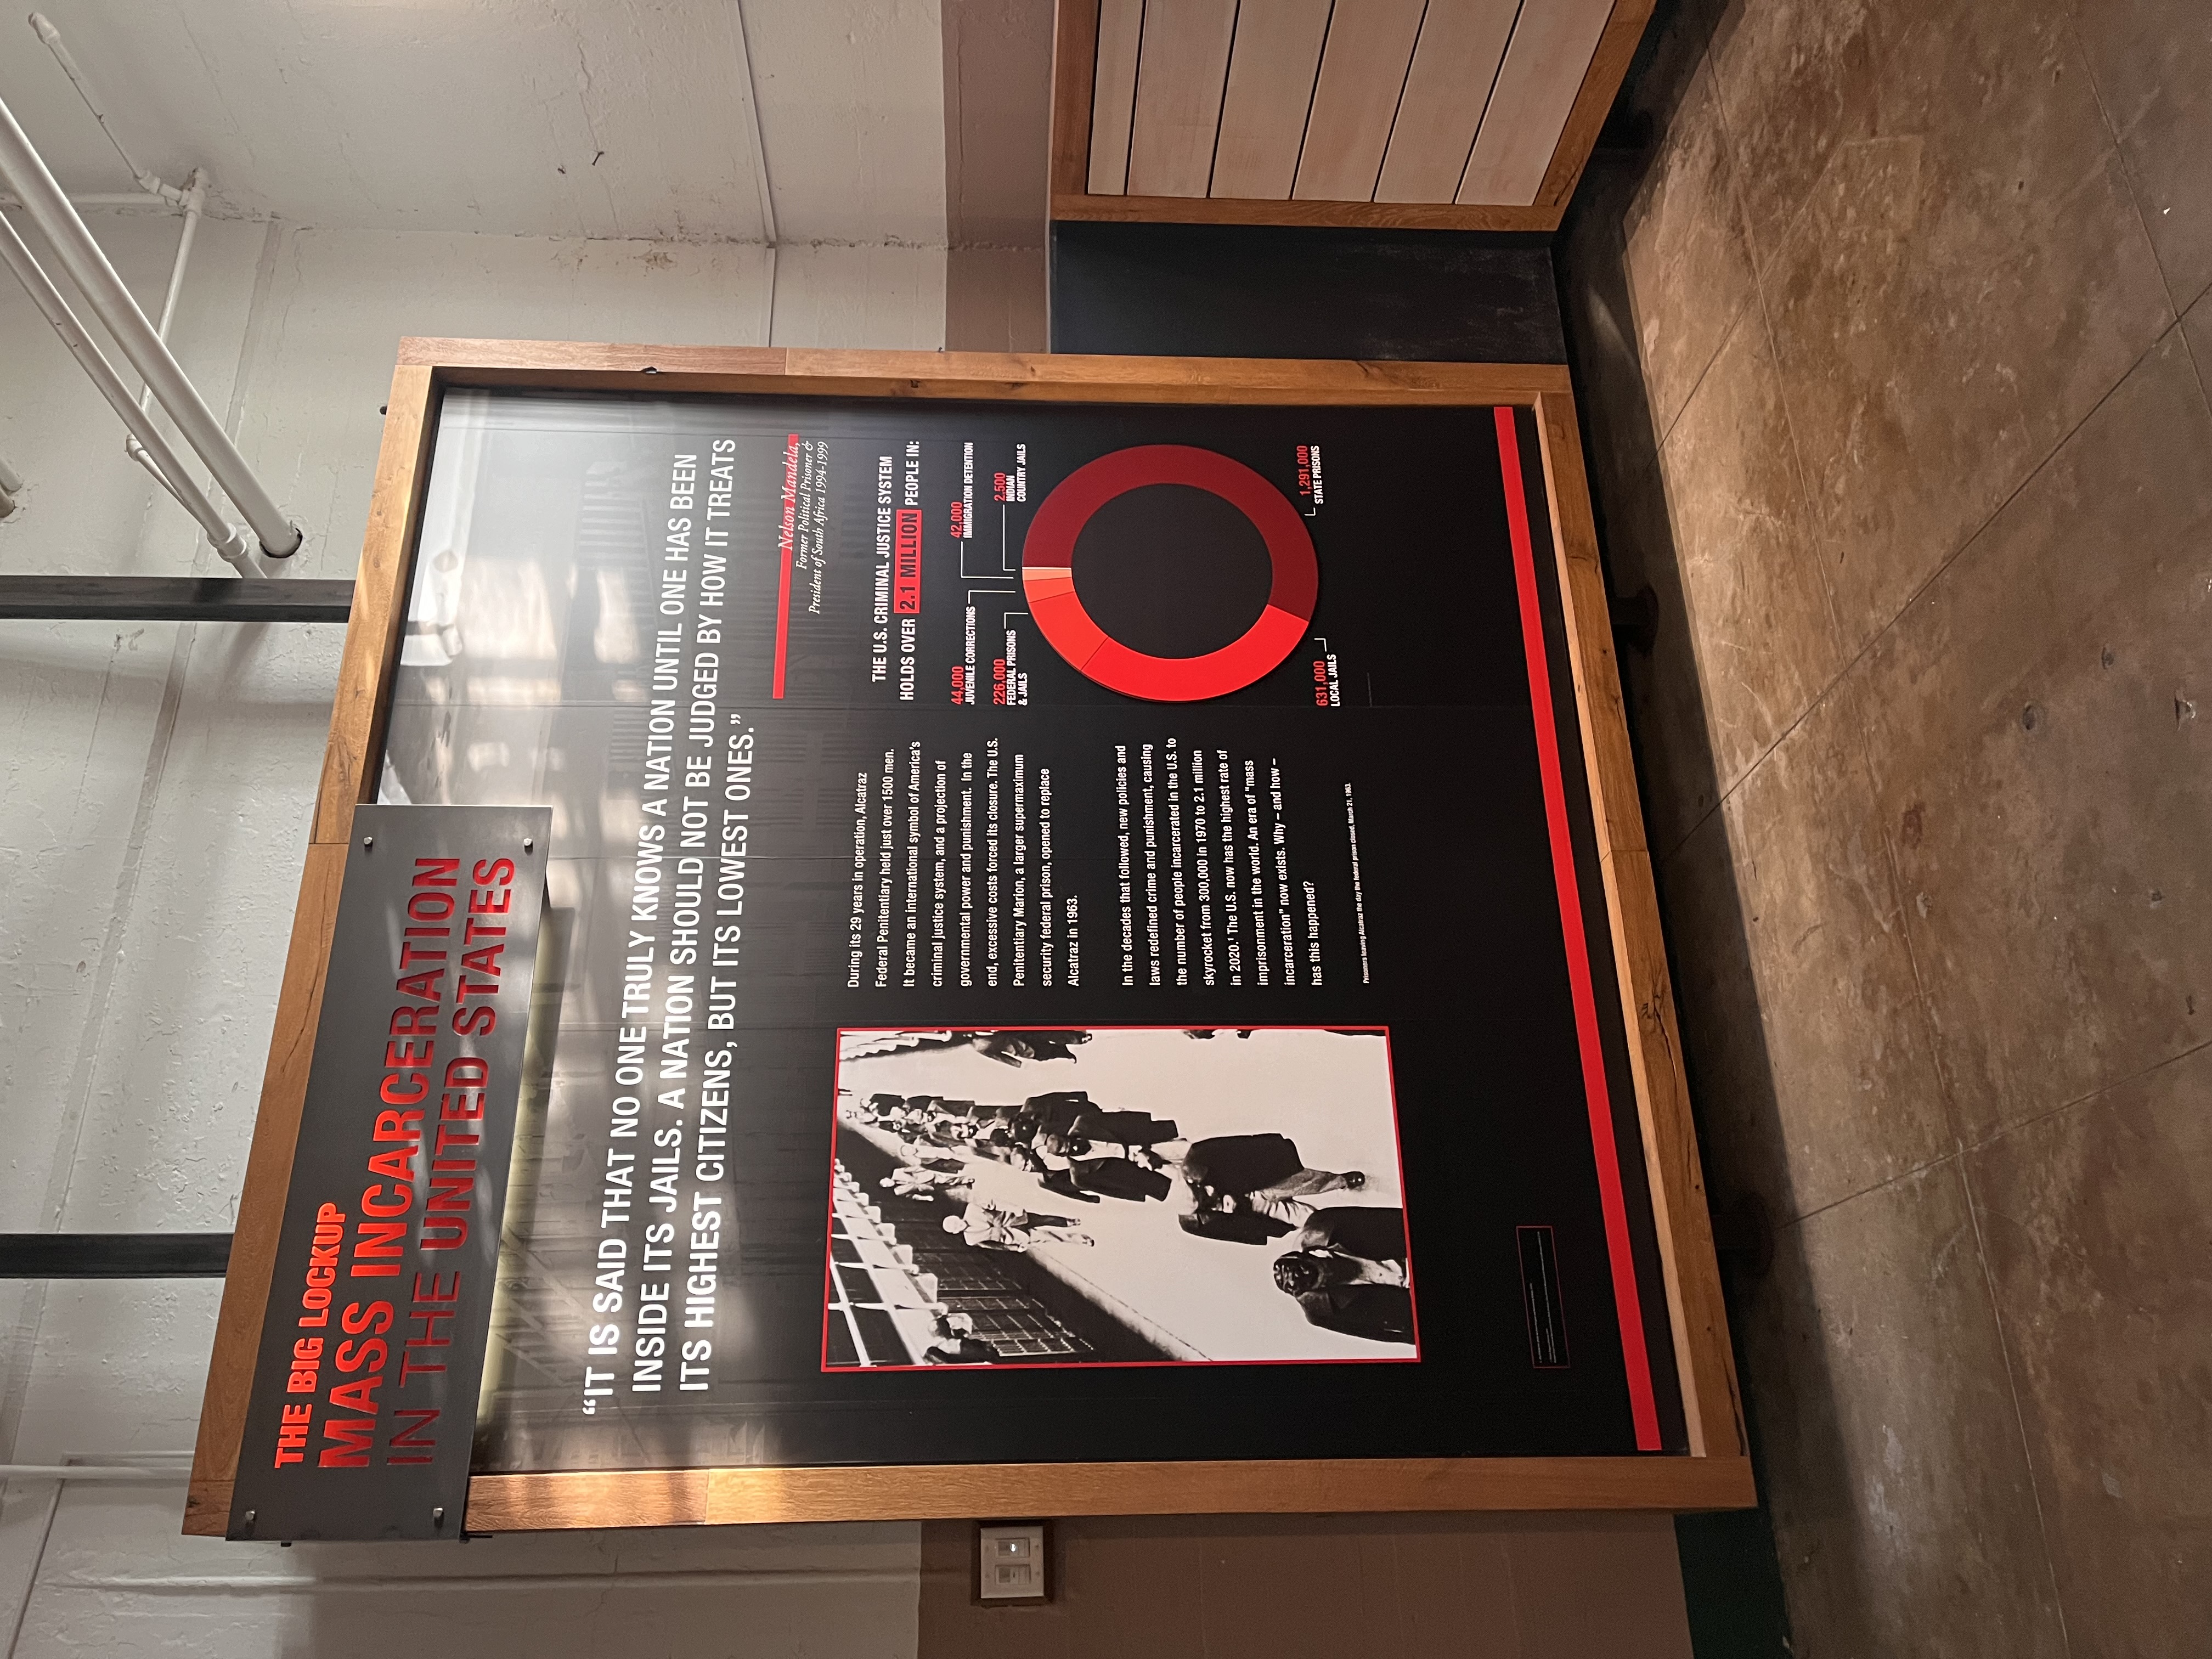 THE BIG LOCKUP
MASS INCARCERATION
IN THE UNITED STATES
“IT IS SAID THAT NO ONE TRULY KNOWS A NATION UNTIL ONE HAS BEEN
INSIDE ITS JAILS. A NATION SHOULD NOT BE JUDGED BY HOW IT TREATS
ITS HIGHEST CITIZENS, BUT ITS LOWEST ONES.”
Nelson Mandela,
Former Political Prisoner &
President of South Africa 1994-1999
During its 29 years in operation, Alcatraz
Federal Penitentiary held just over 1500 men.
It became an international symbol of America’s
criminal justice system, and a projection of
governmental power and punishment. In the
end, excessive costs forced its closure. The U.S.
Penitentiary Marion, a larger supermaximum
security federal prison, opened to replace
Alcatraz in 1963.
In the decades that followed, new policies and
laws redefined crime and punishment, causing
the number of people incarcerated in the U.S. to
skyrocket from 300,000 in 1970 to 2.1 million
in 2020.¹ The U.S. now has the highest rate of
imprisonment in the world. An era of “mass
incarceration” now exists. Why – and how –
has this happened?
Prisoners leaving Alcatraz the day the federal prison closed, March 21, 1963.
THE U.S. CRIMINAL JUSTICE SYSTEM
HOLDS OVER 2.1 MILLION PEOPLE IN:
44,000
JUVENILE CORRECTIONS
42,000
IMMIGRATION DETENTION
226,000
FEDERAL PRISONS
& JAILS
2,500
INDIAN
COUNTRY JAILS
631,000
LOCAL JAILS
1,291,000
STATE PRISONS